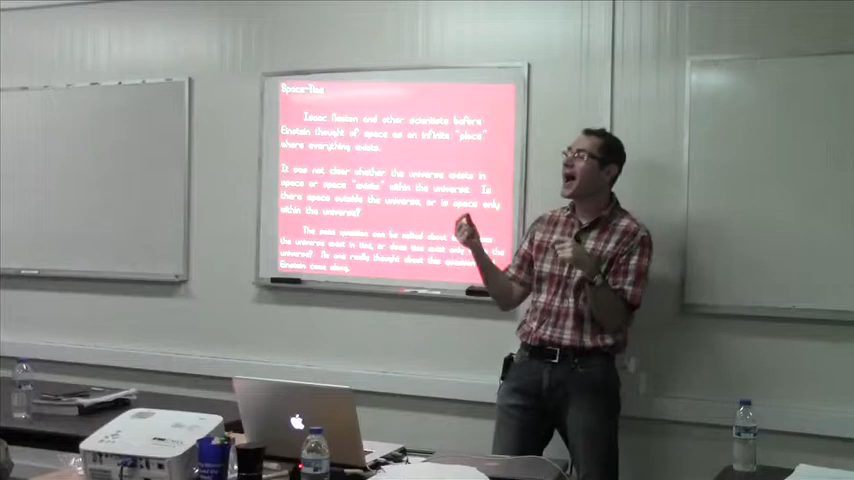 Space-Time
Isaac Newton and other scientists before
Einstein thought of space as an infinite "place"
where everything exists.
It was not clear whether the universe exists in
space or space "exists" within the universe. Is
there space outside the universe, or is space only
within the universe?
The same question can be asked about
the universe exist in time, or does time exist only
universe? No one really thought about
Einstein came along.